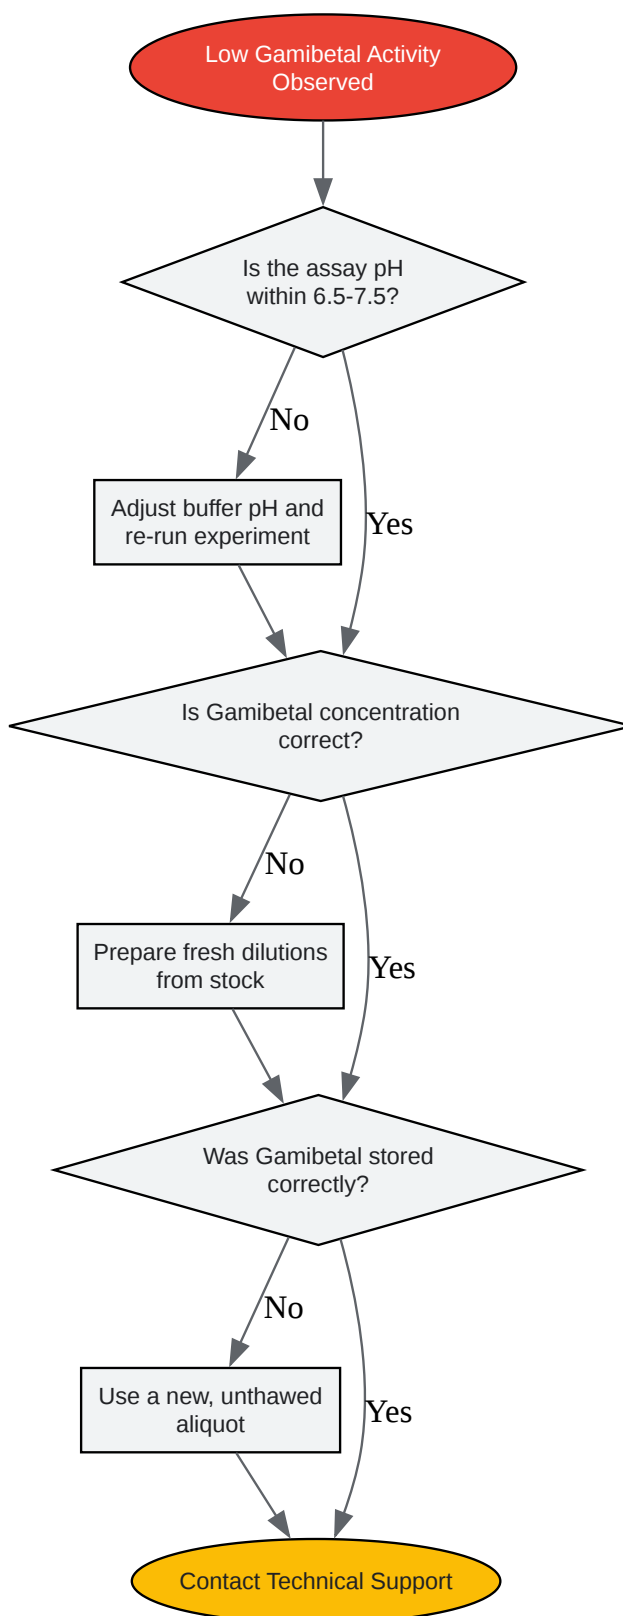 Low Gamibetal Activity
Observed
Is the assay pH
within 6.5-7.5?
No
Adjust buffer pH and
re-run experiment
Yes
Is Gamibetal concentration
correct?
No
Prepare fresh dilutions
from stock
Yes
Was Gamibetal stored
correctly?
No
Use a new, unthawed
aliquot
Yes
Contact Technical Support